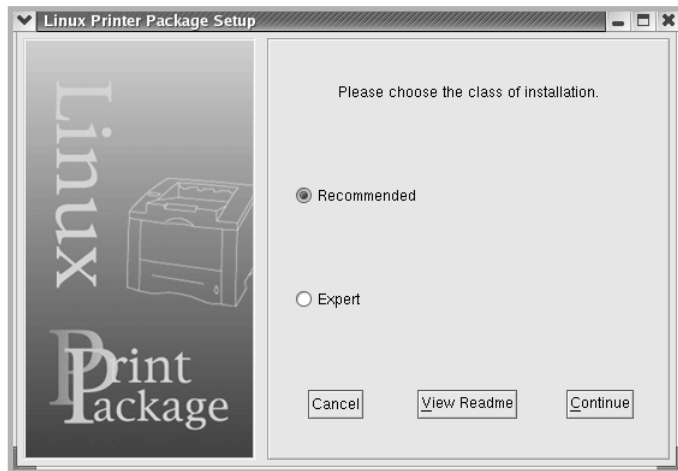 Linux Printer Package Setup
Linux
Print
Package
Please choose the class of installation.
Recommended
Expert
Cancel
View Readme
Continue